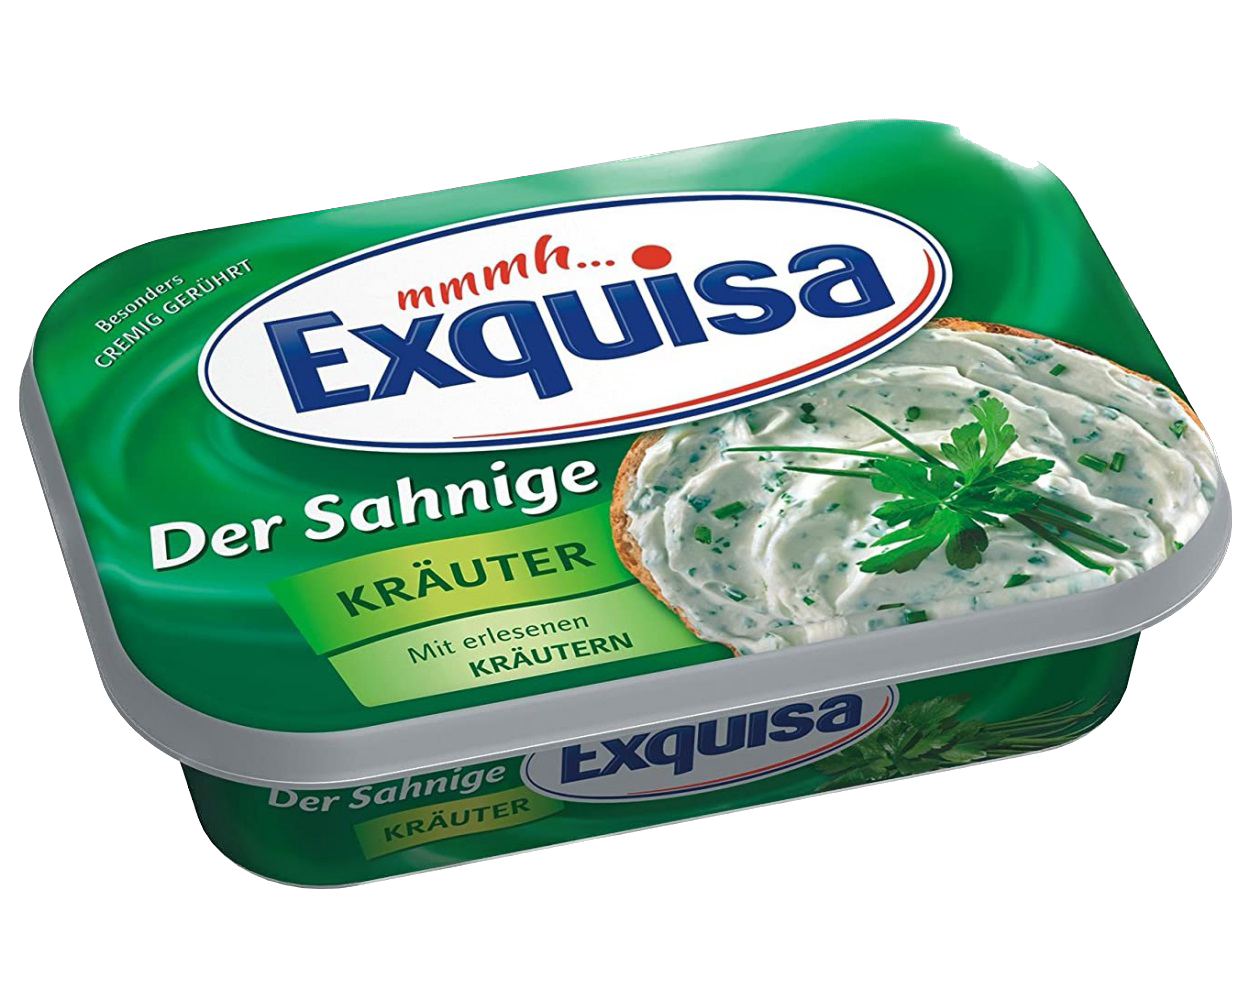 Besonders
CREMIG GERÜHRT
mmmh...
Exquisa
Der Sahnige
KRÄUTER
Mit erlesenen
KRÄUTERN
Exquisa
Der Sahnige
KRÄUTER